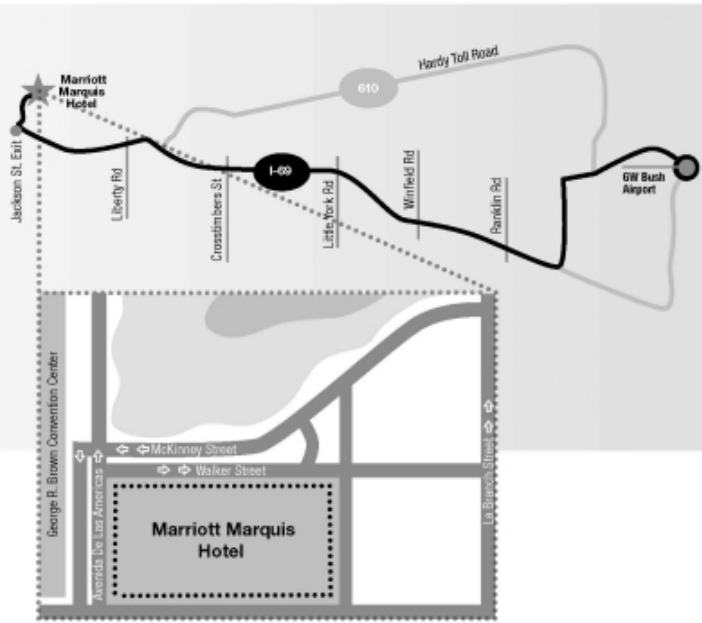 Marriott
Marquis
Hotel
Hardy Toll Road
610
I-69
GW Bush
Airport
Jackson St. Exit
Liberty Rd
Crosstimbers St.
Little York Rd
Winfield Rd
Ranklin Rd
George R. Brown Convention Center
Avenida De Las Americas
McKinney Street
Walker Street
La Branch Street
Marriott Marquis
Hotel